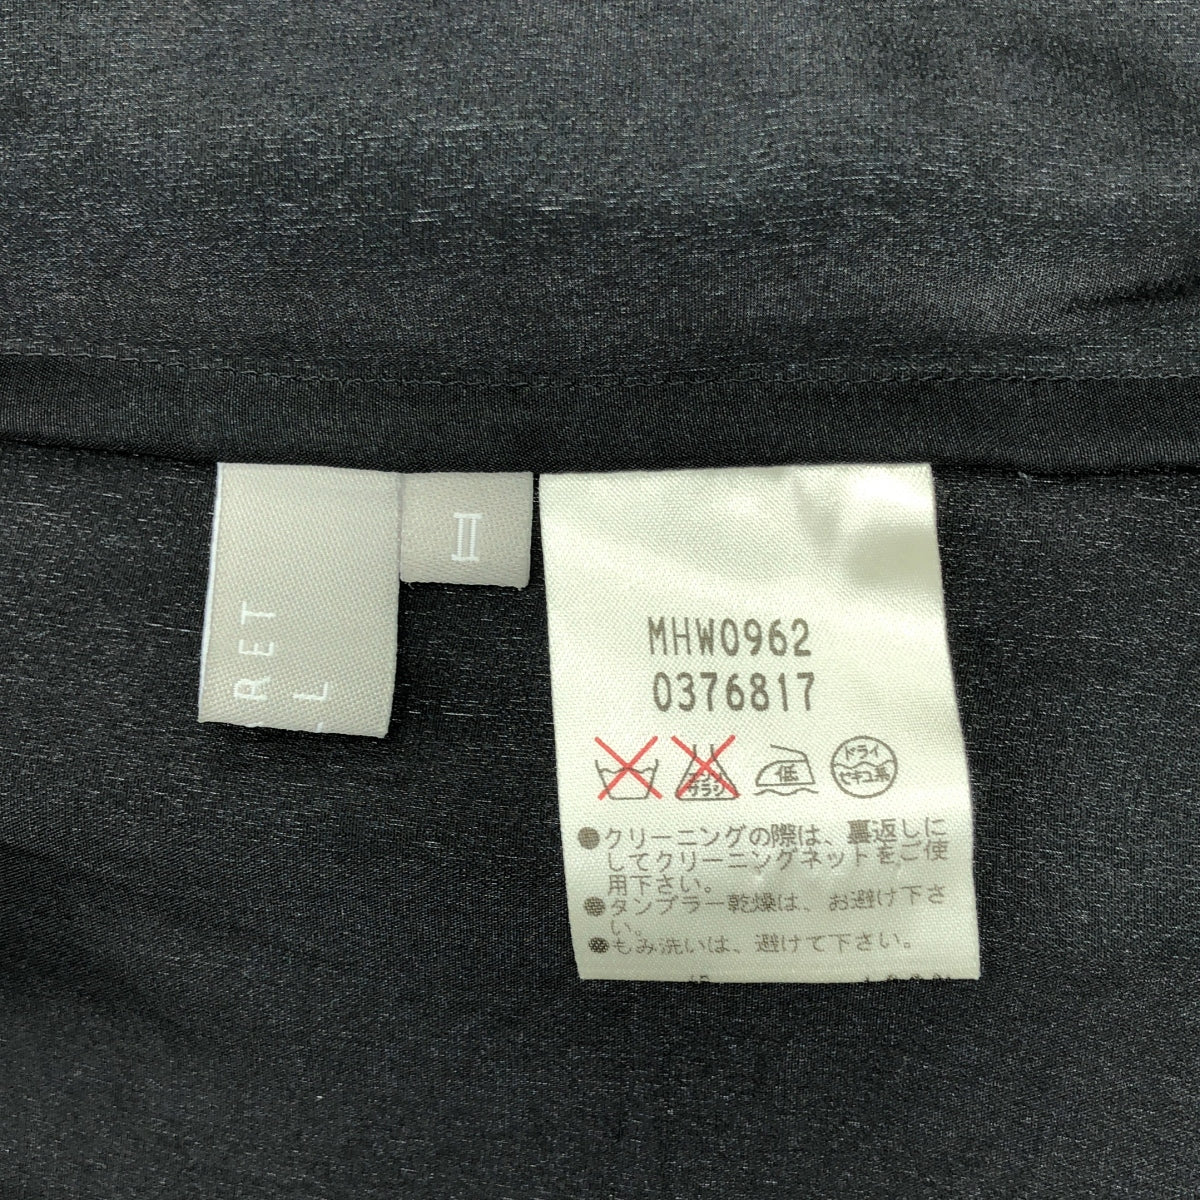 RET
L
II
MHW0962
0376817
低
ドライ
セキユ系
●クリーニングの際は、裏返しに
してクリーニングネットをご使
用下さい。
●タンブラー乾燥は、お避け下さ
い。
●もみ洗いは、避けて下さい。